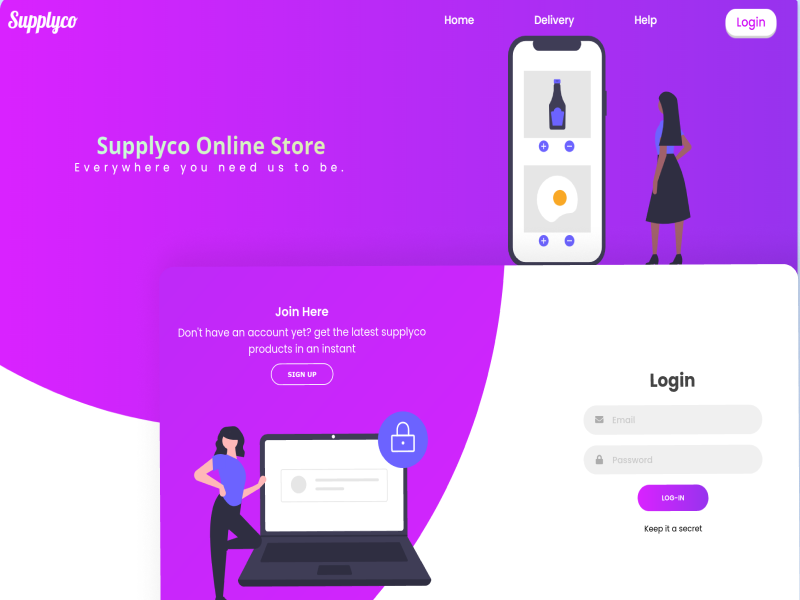 Supplyco
Home
Delivery
Help
Login
Supplyco Online Store
Everywhere you need us to be.
Join Here
Don't have an account yet? get the latest supplyco
products in an instant
SIGN UP
Login
Email
Password
LOG-IN
Keep it a secret